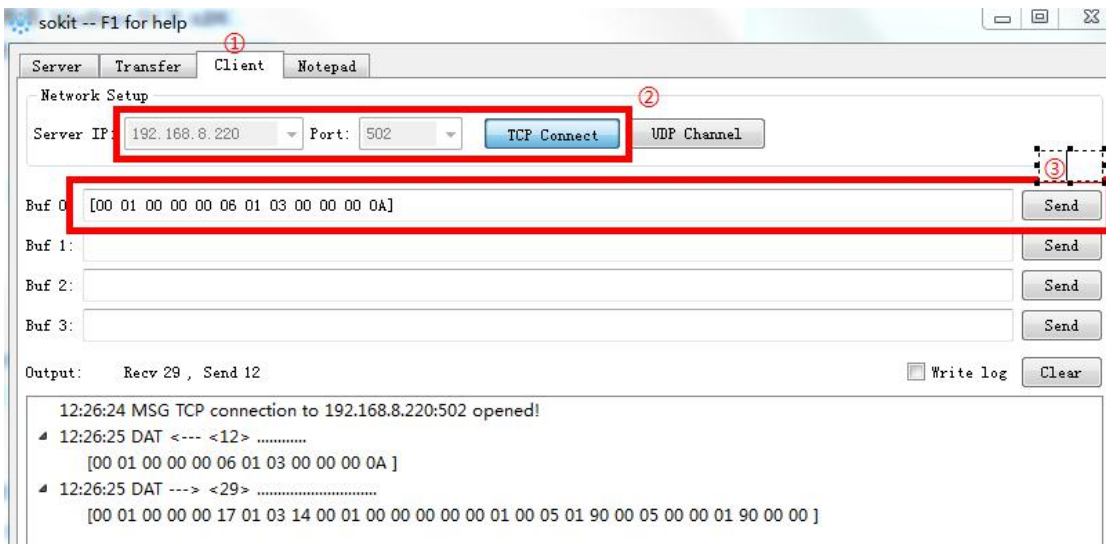 sokit -- F1 for help
①
Server Transfer Client Notepad
Network Setup
②
Server IP: 192.168.8.220 Port: 502 TCP Connect UDP Channel
③
Buf 0 [00 01 00 00 00 06 01 03 00 00 00 0A] Send
Buf 1: Send
Buf 2: Send
Buf 3: Send
Output: Recv 29 , Send 12 Write log Clear
12:26:24 MSG TCP connection to 192.168.8.220:502 opened!
12:26:25 DAT <--- <12> ............
[00 01 00 00 00 06 01 03 00 00 00 0A ]
12:26:25 DAT ---> <29> .............................
[00 01 00 00 00 17 01 03 14 00 01 00 00 00 00 00 00 01 00 05 01 90 00 05 00 00 01 90 00 00 ]